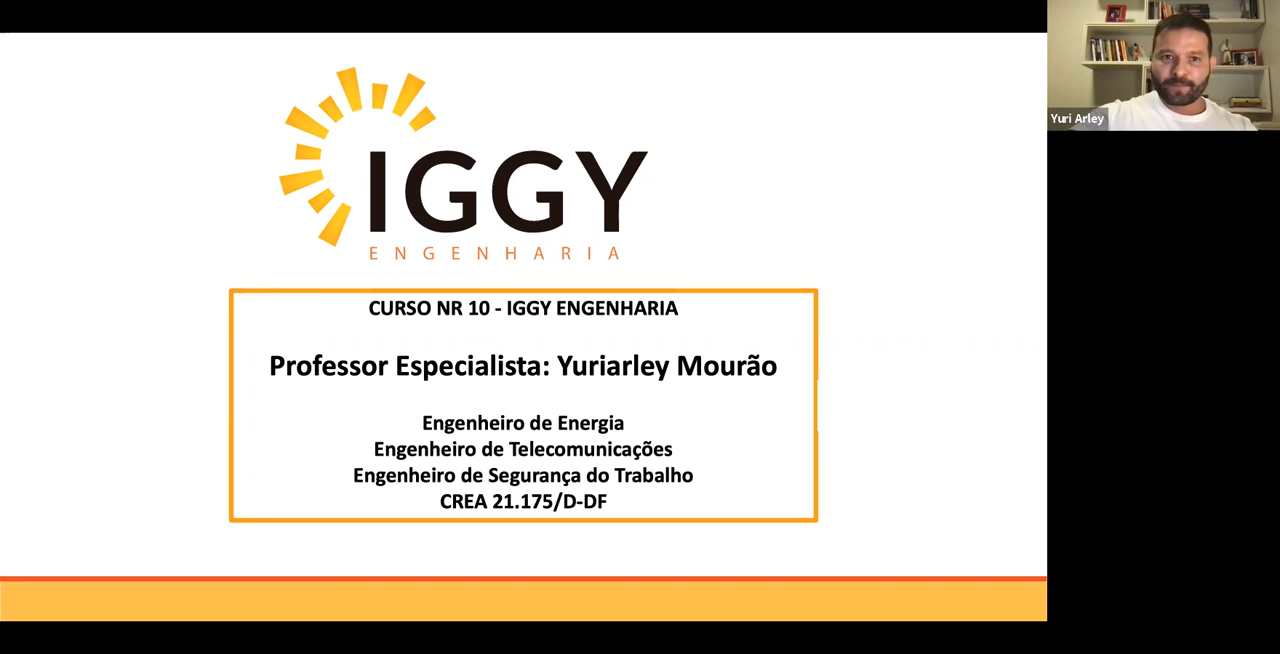 IGGY
ENGENHARIA
CURSO NR 10 - IGGY ENGENHARIA
Professor Especialista: Yuriarley Mourão
Engenheiro de Energia
Engenheiro de Telecomunicações
Engenheiro de Segurança do Trabalho
CREA 21.175/D-DF
Yuri Arley